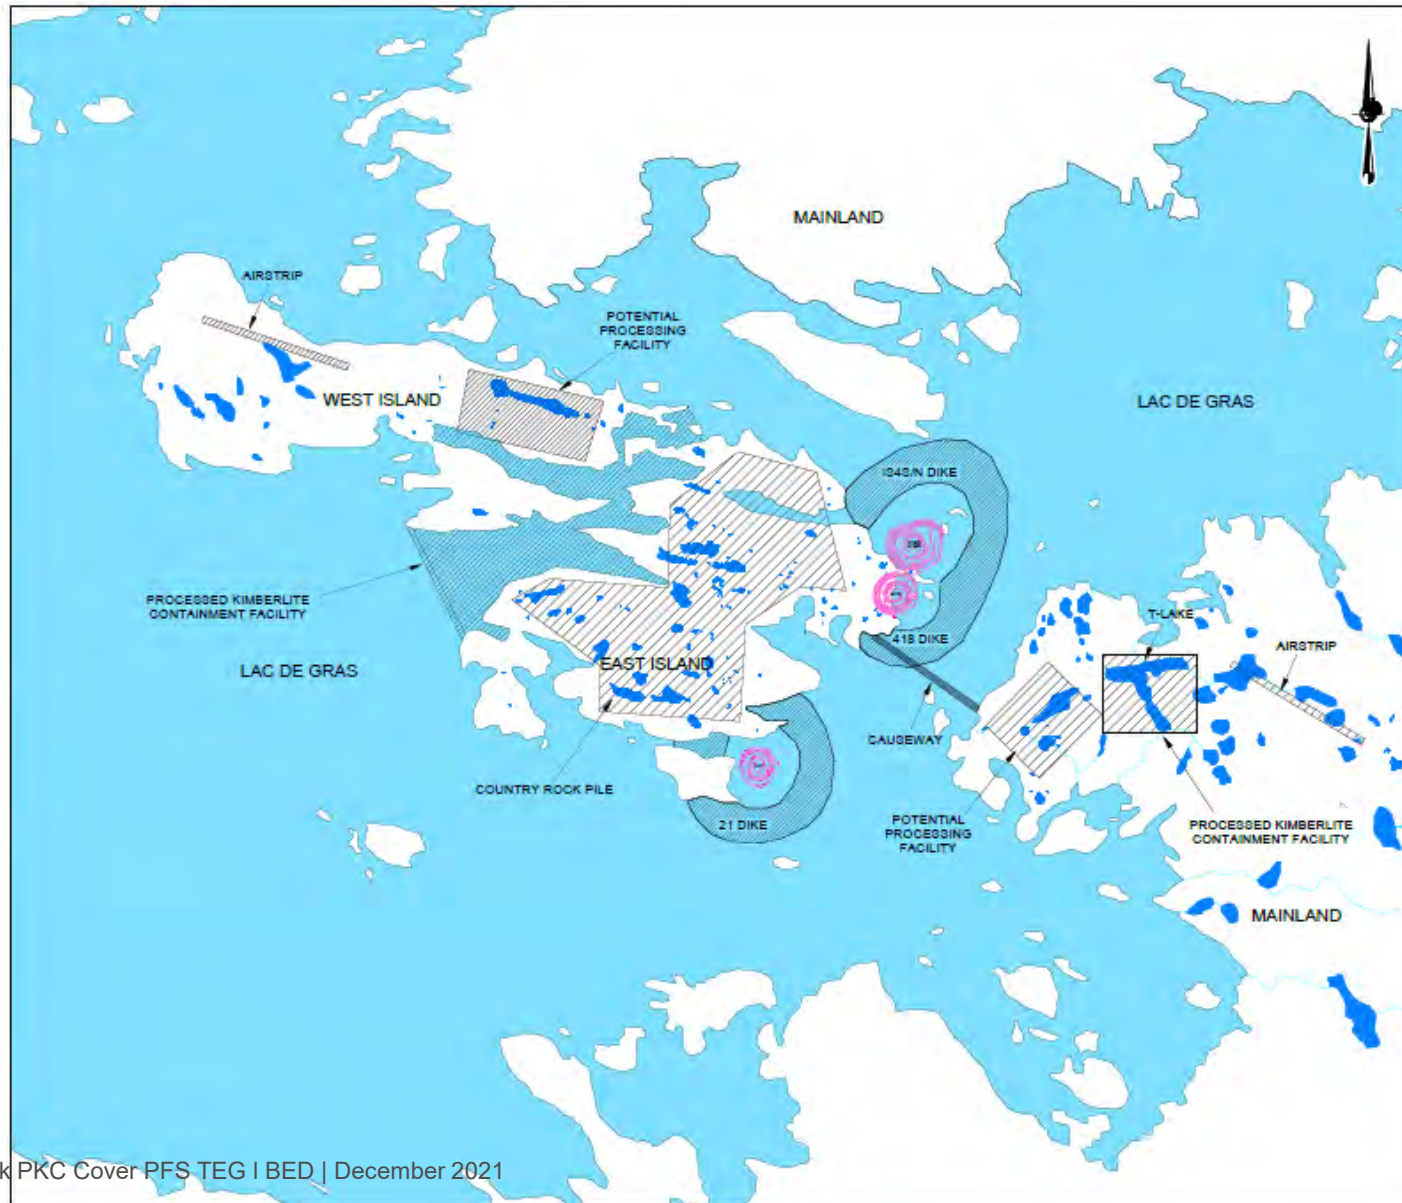 MAINLAND
AIRSTRIP
POTENTIAL
PROCESSING
FACILITY
WEST ISLAND
LAC DE GRAS
DIKE
PROCESSED KIMBERLITE
CONTAINMENT FACILITY
T-LAKE
418 DIKE
AIRSTRIP
LAC DE GRAS
EAST ISLAND
CAUSEWAY
COUNTRY ROCK PILE
21 DIKE
POTENTIAL
PROCESSING
FACILITY
PROCESSED KIMBERLITE
CONTAINMENT FACILITY
MAINLAND
k PKC Cover PFS TEG I BED | December 2021